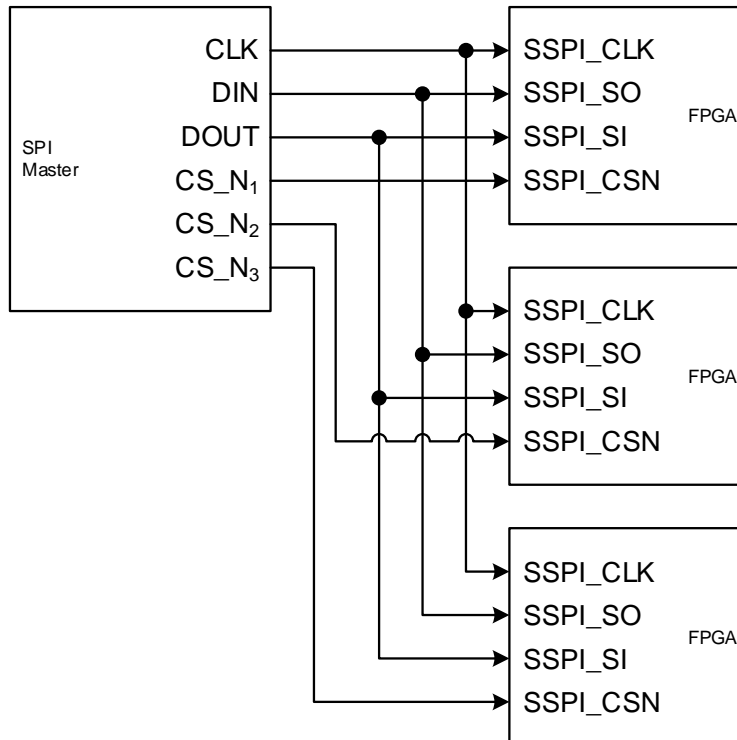 SPI
Master
CLK
DIN
DOUT
CS_N₁
CS_N₂
CS_N₃
SSPI_CLK
SSPI_SO
SSPI_SI
SSPI_CSN
FPGA
SSPI_CLK
SSPI_SO
SSPI_SI
SSPI_CSN
FPGA
SSPI_CLK
SSPI_SO
SSPI_SI
SSPI_CSN
FPGA